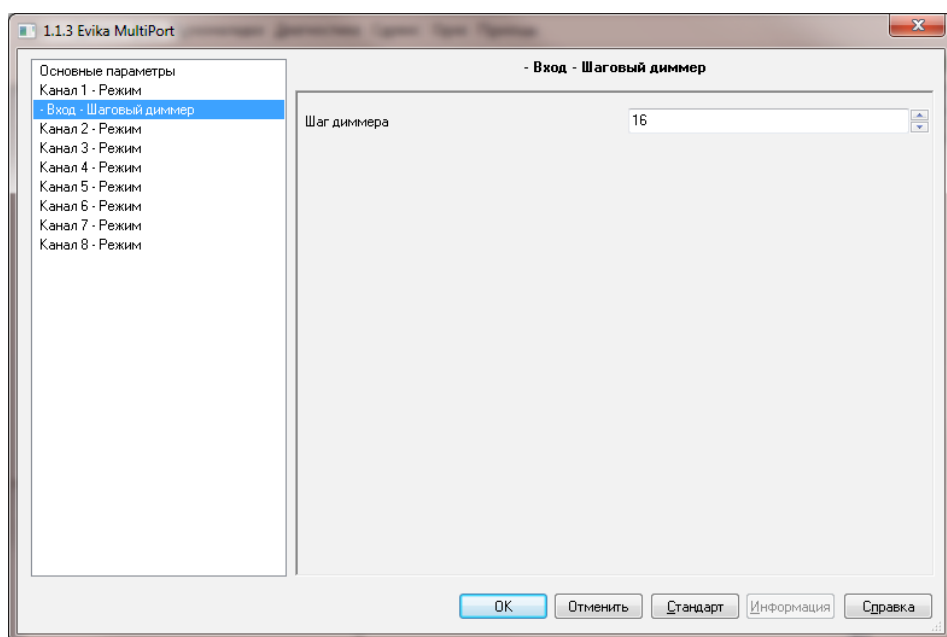 1.1.3 Evika MultiPort
Основные параметры
Канал 1 - Режим
- Вход - Шаговый диммер
Канал 2 - Режим
Канал 3 - Режим
Канал 4 - Режим
Канал 5 - Режим
Канал 6 - Режим
Канал 7 - Режим
Канал 8 - Режим
- Вход - Шаговый диммер
Шаг диммера 16
OK Отменить Стандарт Информация Справка